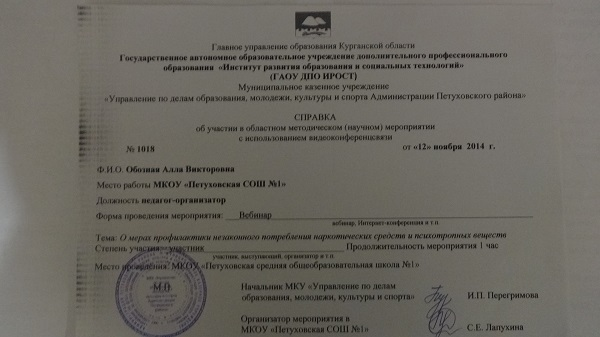 Главное управление образования Курганской области
Государственное автономное образовательное учреждение дополнительного профессионального
образования «Институт развития образования и социальных технологий»
(ГАОУ ДПО ИРОСТ)
Муниципальное казенное учреждение
«Управление по делам образования, молодежи, культуры и спорта Администрации Петуховского района»
СПРАВКА
об участии в областном методическом (научном) мероприятии
с использованием видеоконференцсвязи
№ 1018 от «12» ноября 2014 г.
Ф.И.О. Обозная Алла Викторовна
Место работы МКОУ «Петуховская СОШ №1»
Должность педагог-организатор
Форма проведения мероприятия: Вебинар
вебинар, Интернет-конференция и т.п.
Тема: О мерах профилактики незаконного потребления наркотических средств и психотропных веществ
Степень участия участник Продолжительность мероприятия 1 час
участник, выступающий, организатор и т.п.
Место проведения: МКОУ «Петуховская средняя общеобразовательная школа №1»
М.П.
Начальник МКУ «Управление по делам
образования, молодежи, культуры и спорта» И.П. Перегримова
Организатор мероприятия в
МКОУ «Петуховская СОШ №1» С.Е. Лапухина